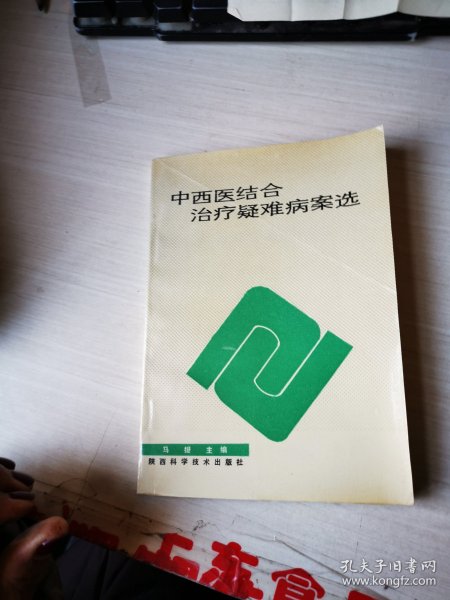 中西医结合
治疗疑难病案选
马授 主编
陕西科学技术出版社
孔夫子旧书网
www.kongfz.com